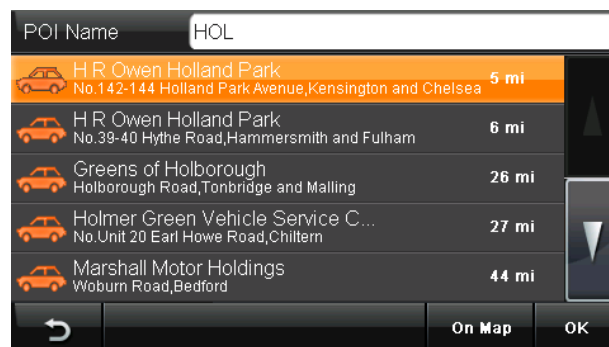 POI Name HOL
H R Owen Holland Park 5 mi
No.142-144 Holland Park Avenue,Kensington and Chelsea
H R Owen Holland Park 6 mi
No.39-40 Hythe Road,Hammersmith and Fulham
Greens of Holborough 26 mi
Holborough Road,Tonbridge and Malling
Holmer Green Vehicle Service C... 27 mi
No.Unit 20 Earl Howe Road,Chiltern
Marshall Motor Holdings 44 mi
Woburn Road,Bedford
On Map OK